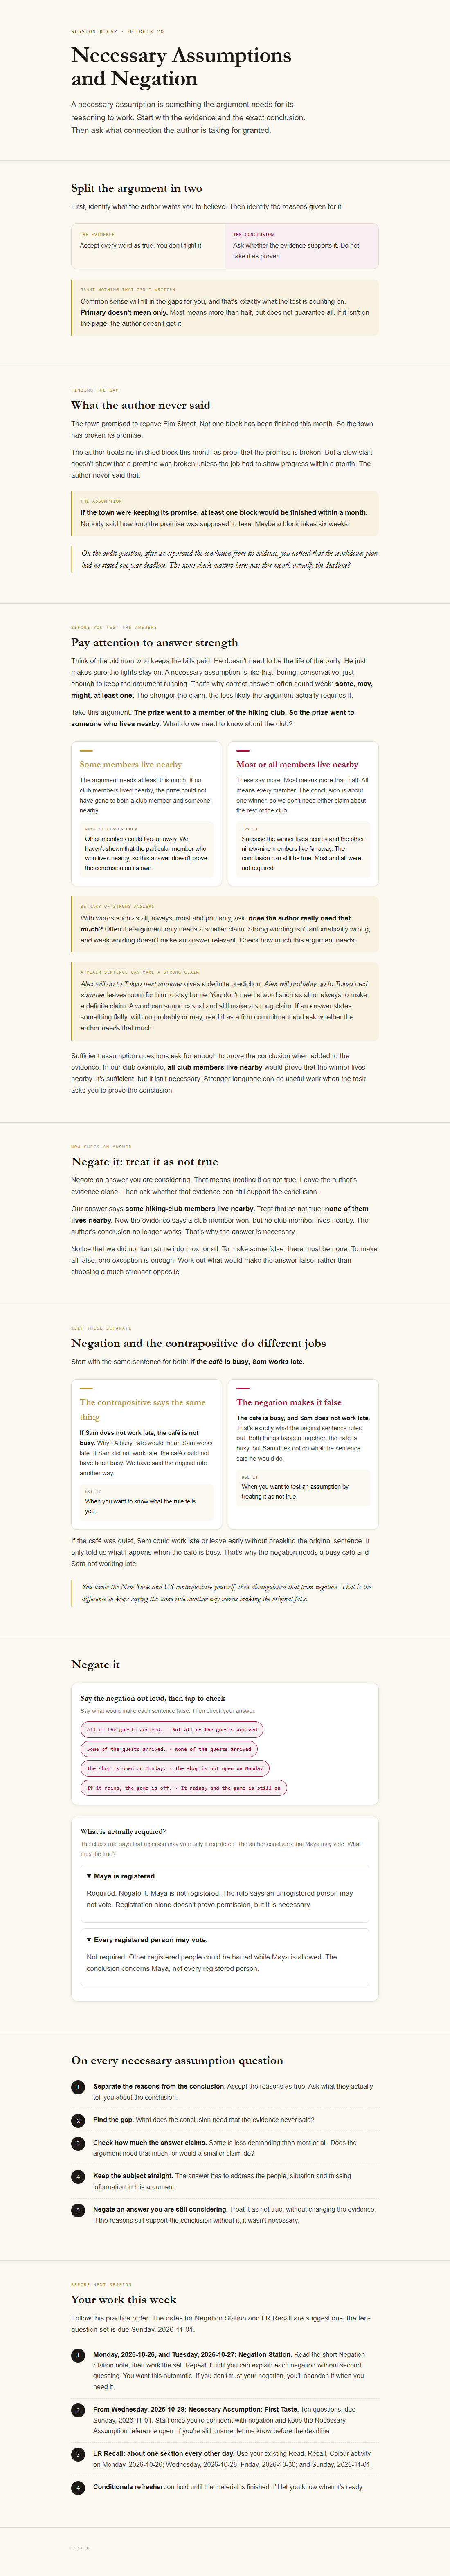 SESSION RECAP · OCTOBER 20
Necessary Assumptions
and Negation
A necessary assumption is something the argument needs for its
reasoning to work. Start with the evidence and the exact conclusion.
Then ask what connection the author is taking for granted.
Split the argument in two
First, identify what the author wants you to believe. Then identify the reasons given for it.
THE EVIDENCE
Accept every word as true. You don't fight it.
THE CONCLUSION
Ask whether the evidence supports it. Do not
take it as proven.
GRANT NOTHING THAT ISN'T WRITTEN
Common sense will fill in the gaps for you, and that's exactly what the test is counting on.
Primary doesn't mean only. Most means more than half, but does not guarantee all. If it isn't on
the page, the author doesn't get it.
FINDING THE GAP
What the author never said
The town promised to repave Elm Street. Not one block has been finished this month. So the town
has broken its promise.
The author treats no finished block this month as proof that the promise is broken. But a slow start
doesn't show that a promise was broken unless the job had to show progress within a month. The
author never said that.
THE ASSUMPTION
If the town were keeping its promise, at least one block would be finished within a month.
Nobody said how long the promise was supposed to take. Maybe a block takes six weeks.
On the audit question, after we separated the conclusion from its evidence, you noticed that the crackdown plan
had no stated one-year deadline. The same check matters here: was this month actually the deadline?
BEFORE YOU TEST THE ANSWERS
Pay attention to answer strength
Think of the old man who keeps the bills paid. He doesn't need to be the life of the party. He just
makes sure the lights stay on. A necessary assumption is like that: boring, conservative, just
enough to keep the argument running. That's why correct answers often sound weak: some, may,
might, at least one. The stronger the claim, the less likely the argument actually requires it.
Take this argument: The prize went to a member of the hiking club. So the prize went to
someone who lives nearby. What do we need to know about the club?
Some members live nearby
The argument needs at least this much. If no
club members lived nearby, the prize could not
have gone to both a club member and someone
nearby.
WHAT IT LEAVES OPEN
Other members could live far away. We
haven't shown that the particular member who
won lives nearby, so this answer doesn't prove
the conclusion on its own.
Most or all members live nearby
These say more. Most means more than half. All
means every member. The conclusion is about
one winner, so we don't need either claim about
the rest of the club.
TRY IT
Suppose the winner lives nearby and the other
ninety-nine members live far away. The
conclusion can still be true. Most and all were
not required.
BE WARY OF STRONG ANSWERS
With words such as all, always, most and primarily, ask: does the author really need that
much? Often the argument only needs a smaller claim. Strong wording isn't automatically wrong,
and weak wording doesn't make an answer relevant. Check how much this argument needs.
A PLAIN SENTENCE CAN MAKE A STRONG CLAIM
Alex will go to Tokyo next summer gives a definite prediction. Alex will probably go to Tokyo next
summer leaves room for him to stay home. You don't need a word such as all or always to make
a definite claim. A word can sound casual and still make a claim. If an answer states
something flatly, with no probably or may, read it as a firm commitment and ask whether the
author needs that much.
Sufficient assumption questions ask for enough to prove the conclusion when added to the
evidence. In our club example, all club members live nearby would prove that the winner lives
nearby. It's sufficient, but it isn't necessary. Stronger language can do useful work when the task
asks you to prove the conclusion.
NOW CHECK AN ANSWER
Negate it: treat it as not true
Negate an answer you are considering. That means treating it as not true. Leave the author's
evidence alone. Then ask whether that evidence can still support the conclusion.
Our answer says some hiking-club members live nearby. Treat that as not true: none of them
lives nearby. Now the evidence says a club member won, but no club member lives nearby. The
author's conclusion no longer works. That's why the answer is necessary.
Notice that we did not turn some into most or all. To make some false, there must be none. To make
all false, one exception is enough. Work out what would make the answer false, rather than
choosing a much stronger opposite.
KEEP THESE SEPARATE
Negation and the contrapositive do different jobs
Start with the same sentence for both: If the café is busy, Sam works late.
The contrapositive says the same
thing
If Sam does not work late, the café is not
busy. Why? A busy café would mean Sam works
late. If Sam did not work late, the café could not
have been busy. We have said the original rule
another way.
USE IT
When you want to know what the rule tells
you.
The negation makes it false
The café is busy, and Sam does not work late.
That's exactly what the original sentence rules
out. Both things happen together: the café is
busy, but Sam does not do what the sentence
said he would do.
USE IT
When you want to test an assumption by
treating it as not true.
If the café was quiet, Sam could work late or leave early without breaking the original sentence. It
only told us what happens when the café is busy. That's why the negation needs a busy café and
Sam not working late.
You wrote the New York and US contrapositive yourself, then distinguished that from negation. That is the
difference to keep: saying the same rule another way versus making the original false.
Negate it
Say the negation out loud, then tap to check
Say what would make each sentence false. Then check your answer.
All of the guests arrived. · Not all of the guests arrived
Some of the guests arrived. · None of the guests arrived
The shop is open on Monday. · The shop is not open on Monday
If it rains, the game is off. · It rains, and the game is still on
What is actually required?
The club's rule says that a person may vote only if registered. The author concludes that Maya may vote. What
must be true?
▼ Maya is registered.
Required. Negate it: Maya is not registered. The rule says an unregistered person may
not vote. Registration alone doesn't prove permission, but it is necessary.
▼ Every registered person may vote.
Not required. Other registered people could be barred while Maya is allowed. The
conclusion concerns Maya, not every registered person.
On every necessary assumption question
1 Separate the reasons from the conclusion. Accept the reasons as true. Ask what they actually
tell you about the conclusion.
2 Find the gap. What does the conclusion need that the evidence never said?
3 Check how much the answer claims. Some is less demanding than most or all. Does the
argument need that much, or would a smaller claim do?
4 Keep the subject straight. The answer has to address the people, situation and missing
information in this argument.
5 Negate an answer you are still considering. Treat it as not true, without changing the evidence.
If the reasons still support the conclusion without it, it wasn't necessary.
BEFORE NEXT SESSION
Your work this week
Follow this practice order. The dates for Negation Station and LR Recall are suggestions; the ten-
question set is due Sunday, 2026-11-01.
1 Monday, 2026-10-26, and Tuesday, 2026-10-27: Negation Station. Read the short Negation
Station note, then work the set. Repeat it until you can explain each negation without second-
guessing. You want this automatic. If you don't trust your negation, you'll abandon it when you
need it.
2 From Wednesday, 2026-10-28: Necessary Assumption: First Taste. Ten questions, due
Sunday, 2026-11-01. Start once you're confident with negation and keep the Necessary
Assumption reference open. If you're still unsure, let me know before the deadline.
3 LR Recall: about one section every other day. Use your existing Read, Recall, Colour activity
on Monday, 2026-10-26; Wednesday, 2026-10-28; Friday, 2026-10-30; and Sunday, 2026-11-01.
4 Conditionals refresher: on hold until the material is finished. I'll let you know when it's ready.